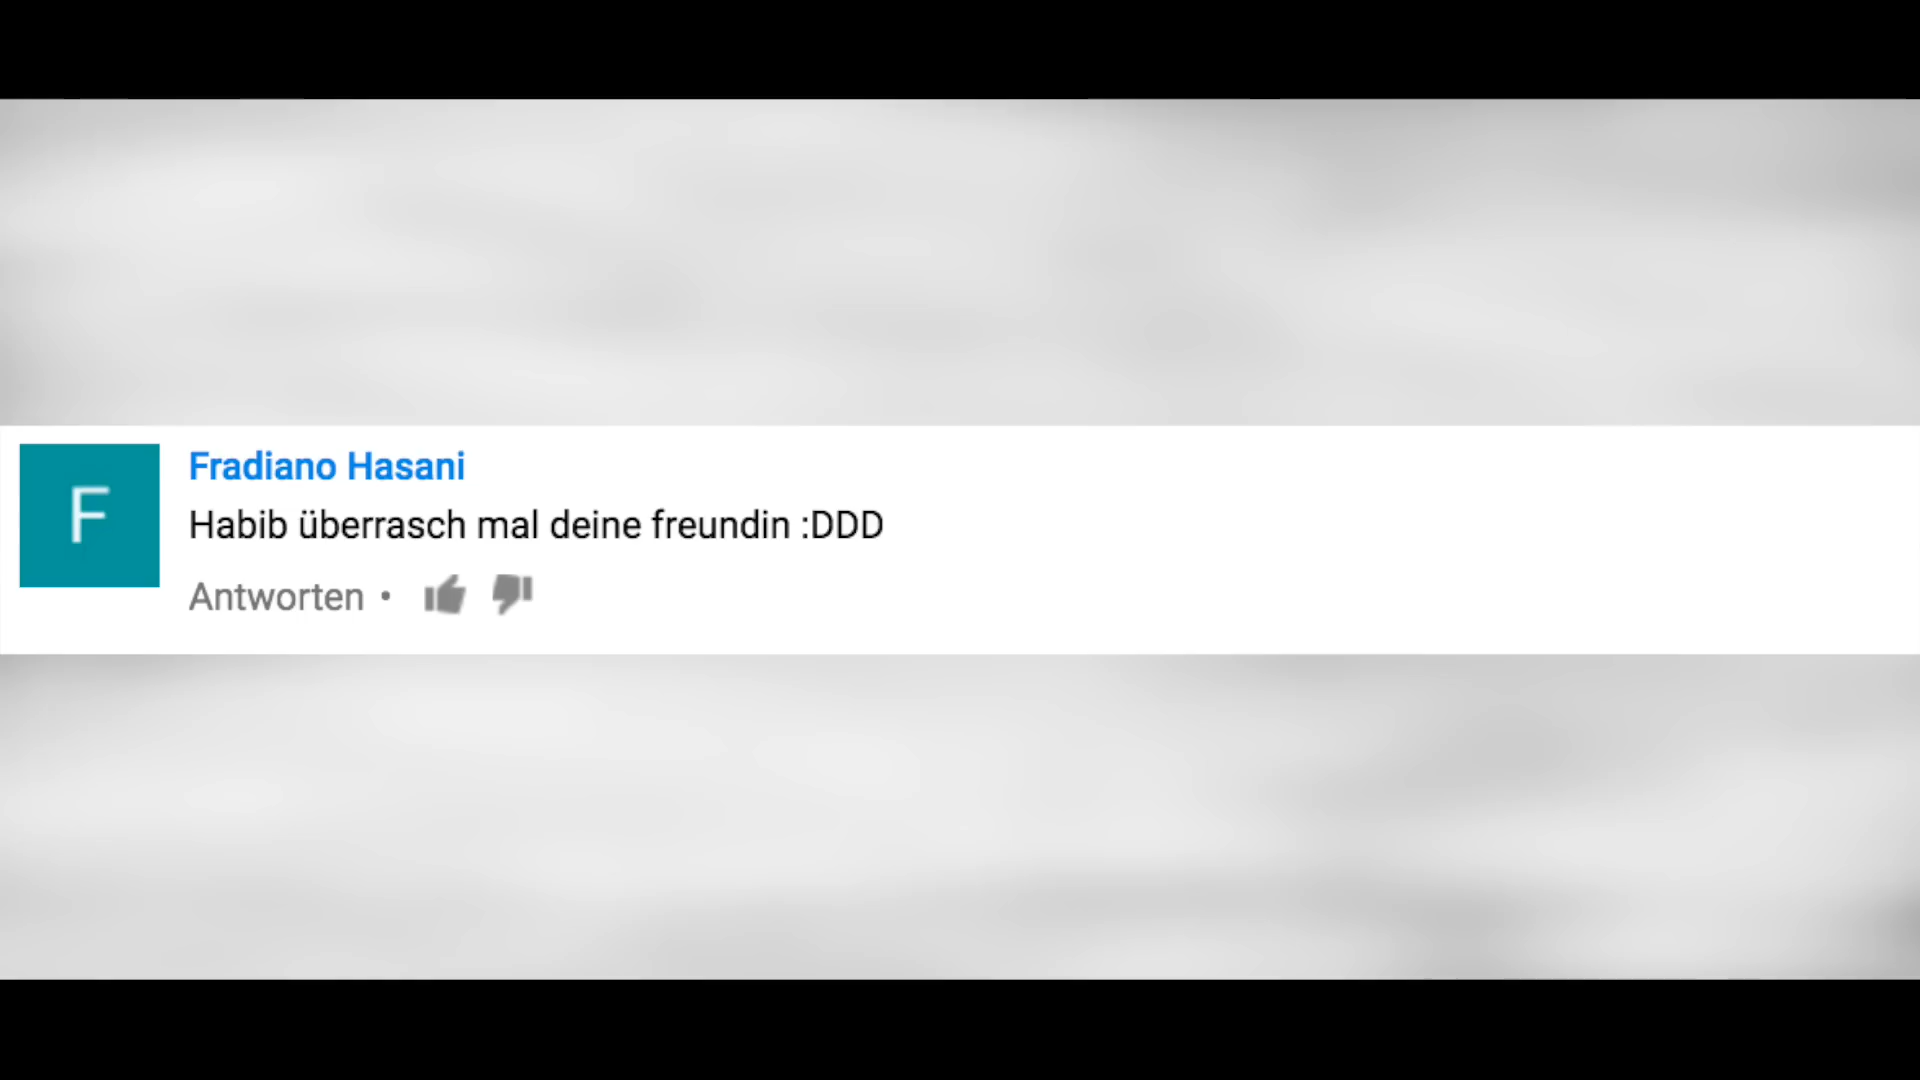 F
Fradiano Hasani
Habib überrasch mal deine freundin :DDD
Antworten •